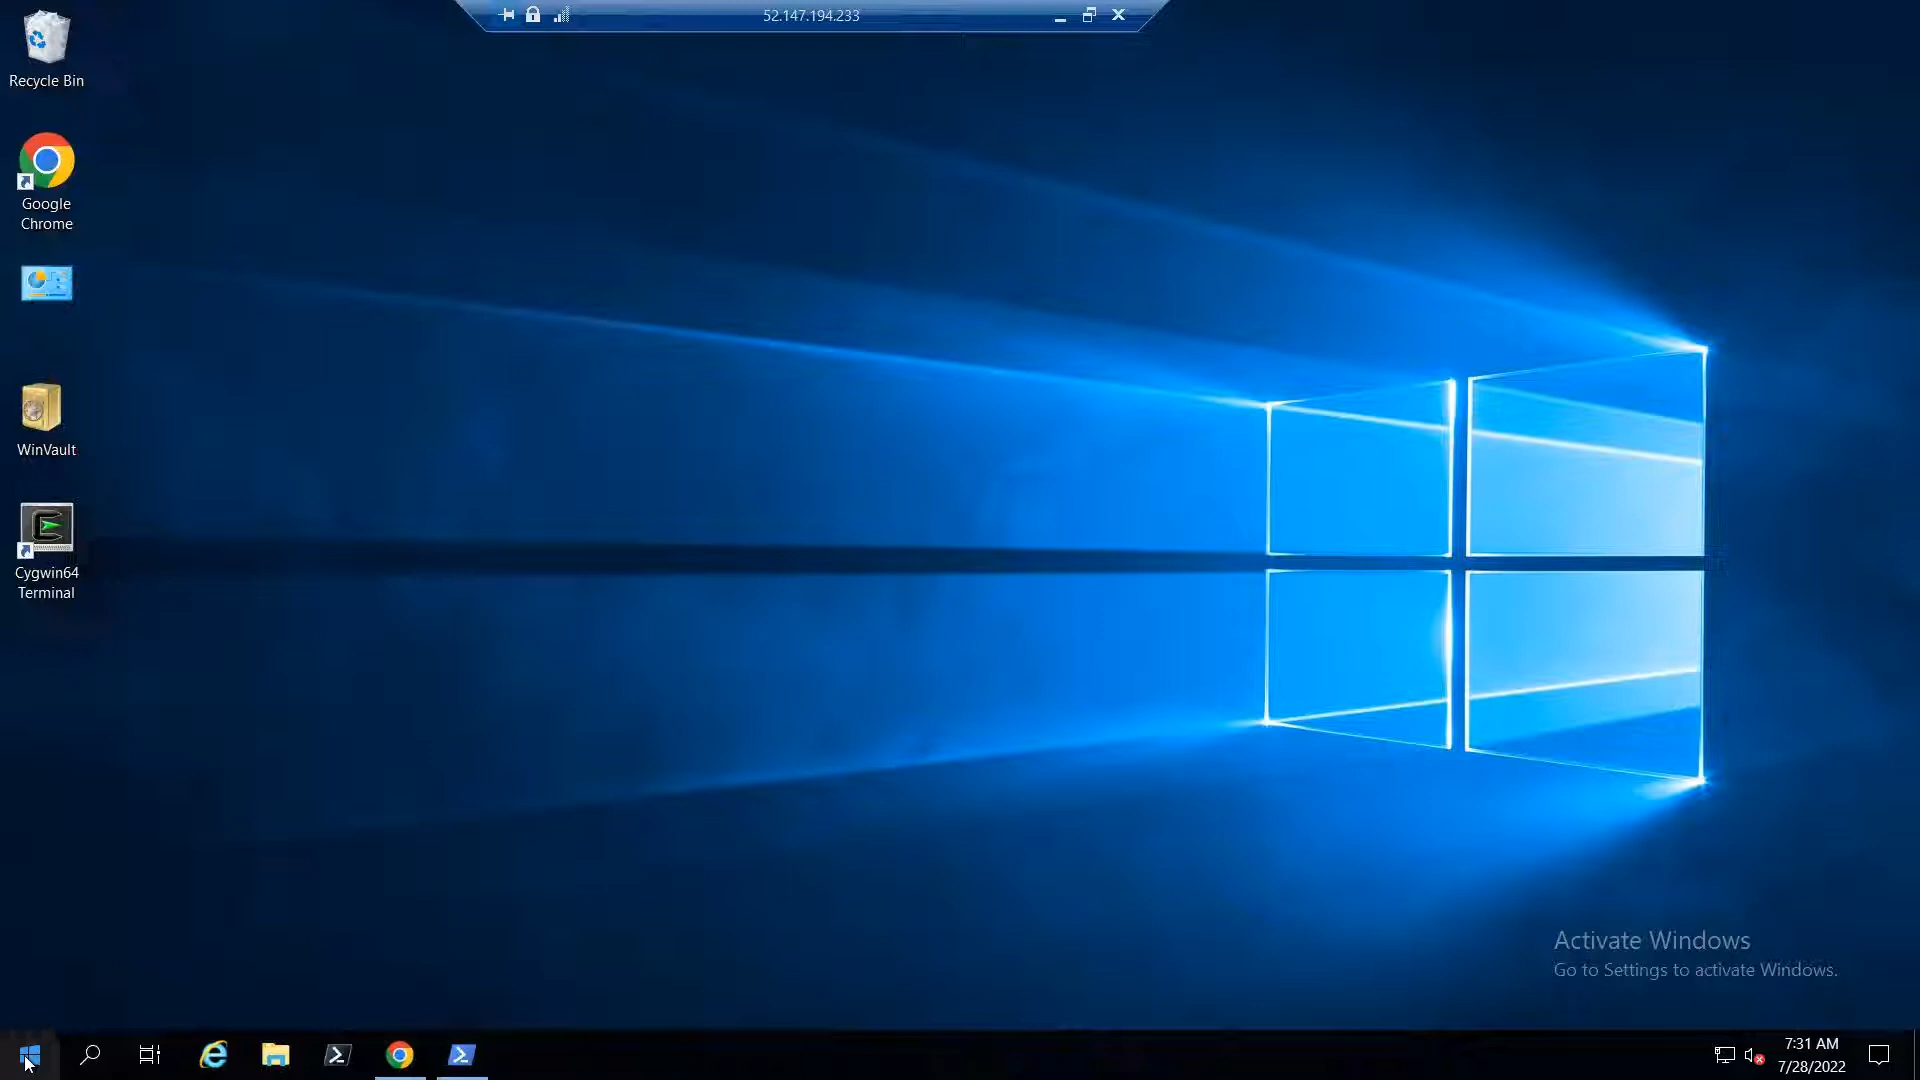 52.147.194.233
Recycle Bin
Google
Chrome
WinVault
Cygwin64
Terminal
Activate Windows
Go to Settings to activate Windows.
7:31 AM
7/28/2022